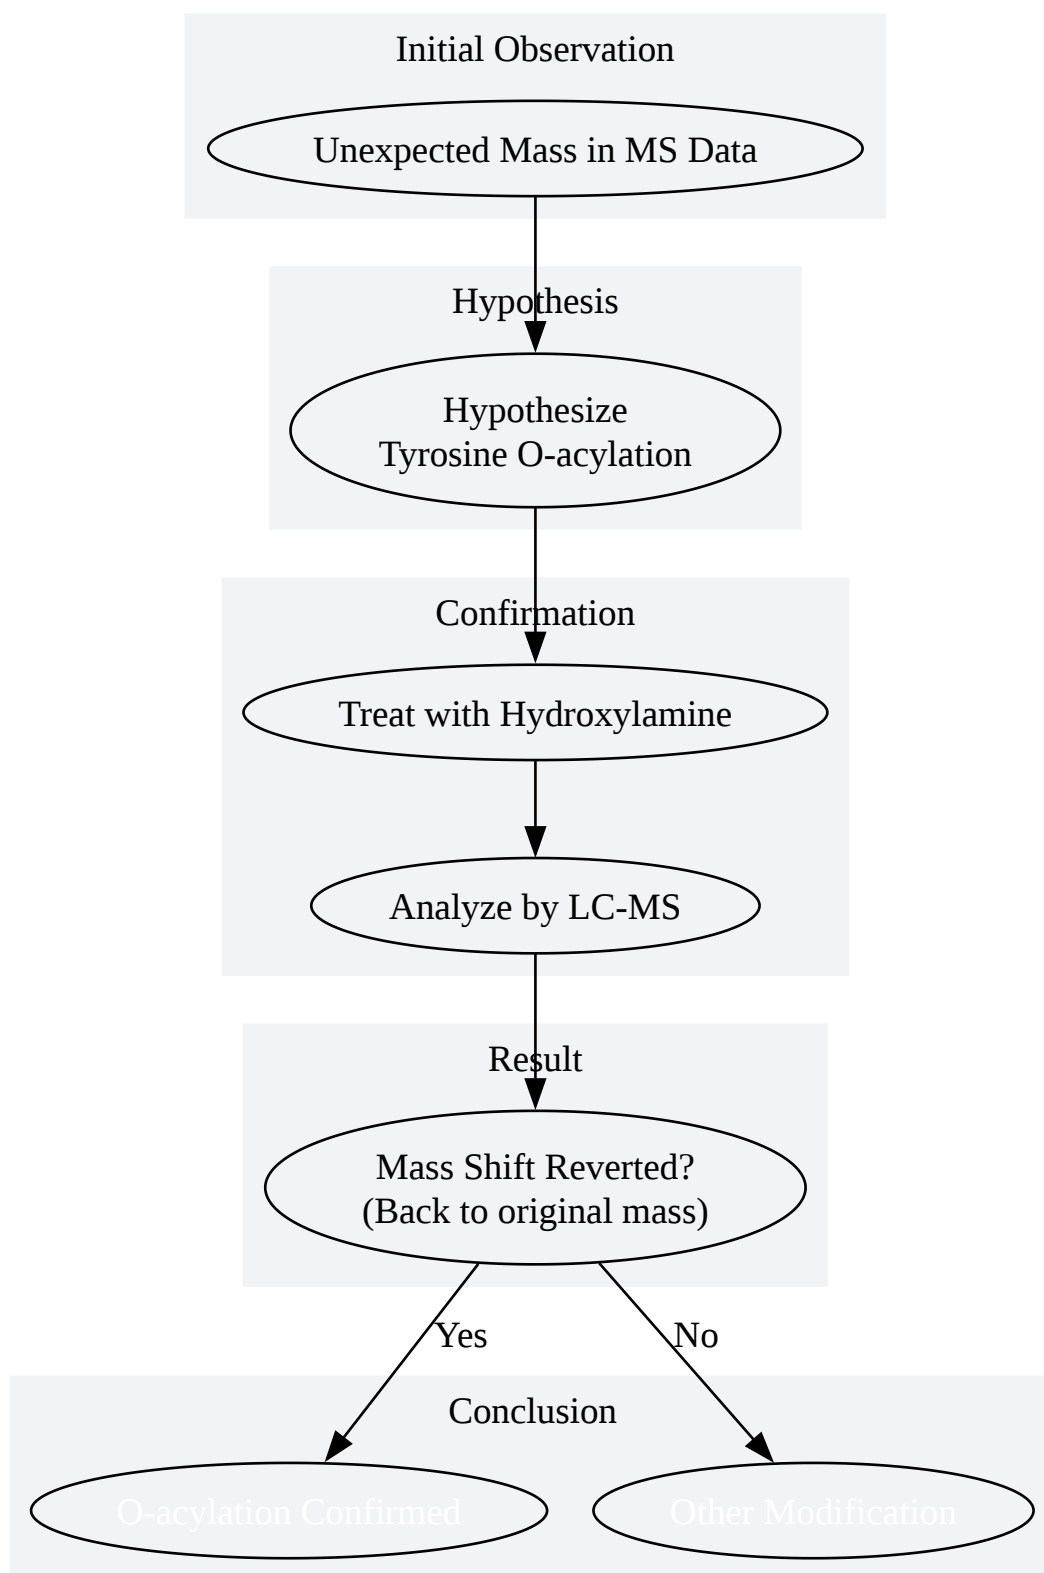 Initial Observation
Unexpected Mass in MS Data
Hypothesis
Hypothesize
Tyrosine O-acylation
Confirmation
Treat with Hydroxylamine
Analyze by LC-MS
Result
Mass Shift Reverted?
(Back to original mass)
Yes
No
Conclusion
O-acylation Confirmed
Other Modification